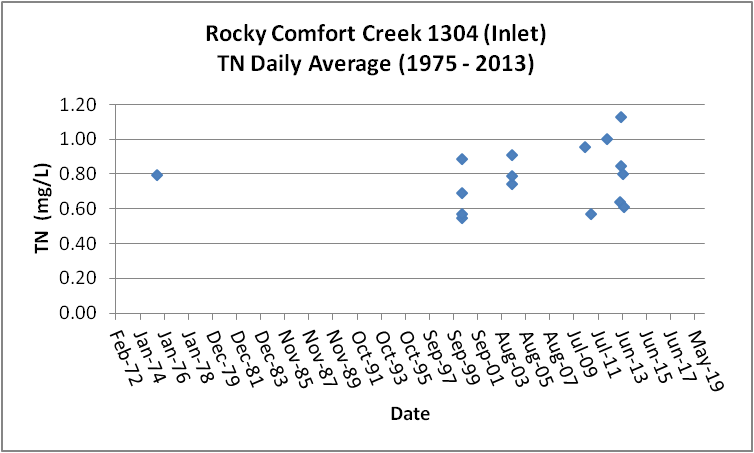 Rocky Comfort Creek 1304 (Inlet)
TN Daily Average (1975 - 2013)
1.20
1.00
0.80
0.60
0.40
0.20
0.00
TN (mg/L)
Feb-72
Jan-74
Jan-76
Jan-78
Dec-79
Dec-81
Dec-83
Nov-85
Nov-87
Nov-89
Oct-91
Oct-93
Oct-95
Sep-97
Sep-99
Sep-01
Aug-03
Aug-05
Aug-07
Jul-09
Jul-11
Jun-13
Jun-15
Jun-17
May-19
Date